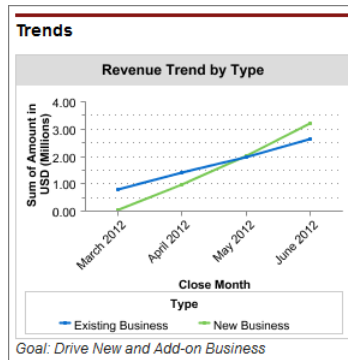 Trends
Revenue Trend by Type
Sum of Amount in
USD (Millions)
4.00
3.00
2.00
1.00
0.00
March 2012
April 2012
May 2012
June 2012
Close Month
Type
Existing Business
New Business
Goal: Drive New and Add-on Business